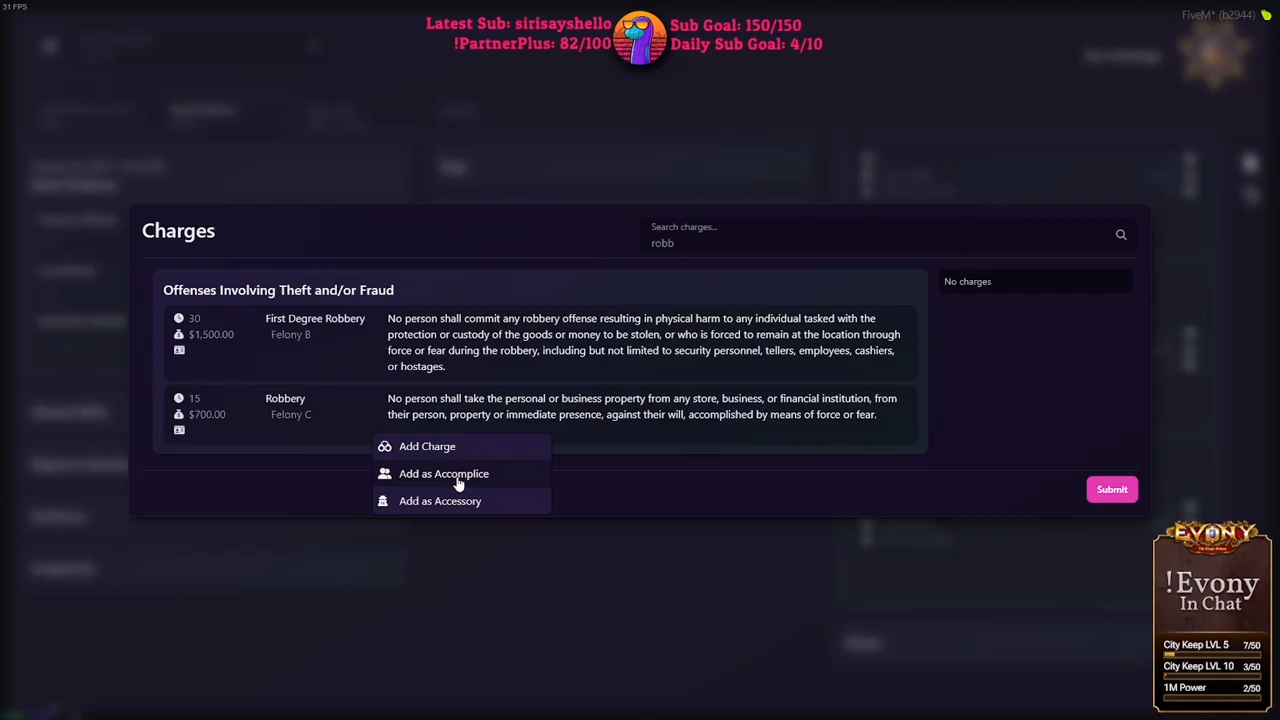 31 FPS
FiveM* (b2944)
Latest Sub: sirisayshello
Sub Goal: 150/150
!PartnerPlus: 82/100
Daily Sub Goal: 4/10
Charges
Search charges...
robb
Offenses Involving Theft and/or Fraud
No charges
30
First Degree Robbery
$1,500.00
Felony B
No person shall commit any robbery offense resulting in physical harm to any individual tasked with the
protection or custody of the goods or money to be stolen, or who is forced to remain at the location through
force or fear during the robbery, including but not limited to security personnel, tellers, employees, cashiers,
or hostages.
15
Robbery
$700.00
Felony C
No person shall take the personal or business property from any store, business, or financial institution, from
their person, property or immediate presence, against their will, accomplished by means of force or fear.
Add Charge
Add as Accomplice
Add as Accessory
Submit
EVONY
!Evony
In Chat
City Keep LVL 5 7/50
City Keep LVL 10 3/50
1M Power 2/50